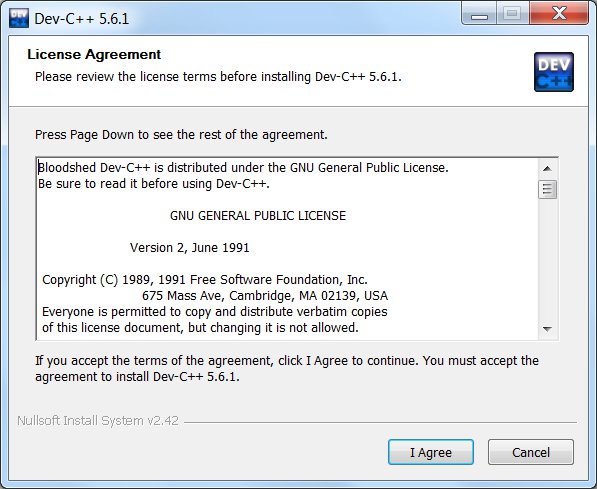 Dev-C++ 5.6.1
License Agreement
Please review the license terms before installing Dev-C++ 5.6.1.
DEV
C++
Press Page Down to see the rest of the agreement.
Bloodshed Dev-C++ is distributed under the GNU General Public License.
Be sure to read it before using Dev-C++.
GNU GENERAL PUBLIC LICENSE
Version 2, June 1991
Copyright (C) 1989, 1991 Free Software Foundation, Inc.
675 Mass Ave, Cambridge, MA 02139, USA
Everyone is permitted to copy and distribute verbatim copies
of this license document, but changing it is not allowed.
If you accept the terms of the agreement, click I Agree to continue. You must accept the
agreement to install Dev-C++ 5.6.1.
Nullsoft Install System v2.42
I Agree
Cancel